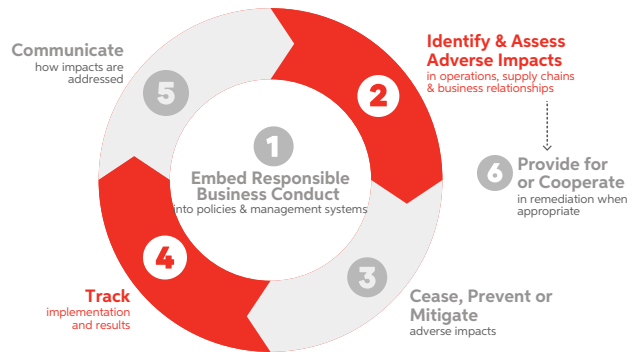 1
Embed Responsible
Business Conduct
into policies & management systems
2
Identify & Assess
Adverse Impacts
in operations, supply chains
& business relationships
3
Cease, Prevent or
Mitigate
adverse impacts
4
Track
implementation
and results
5
Communicate
how impacts are
addressed
6
Provide for
or Cooperate
in remediation when
appropriate